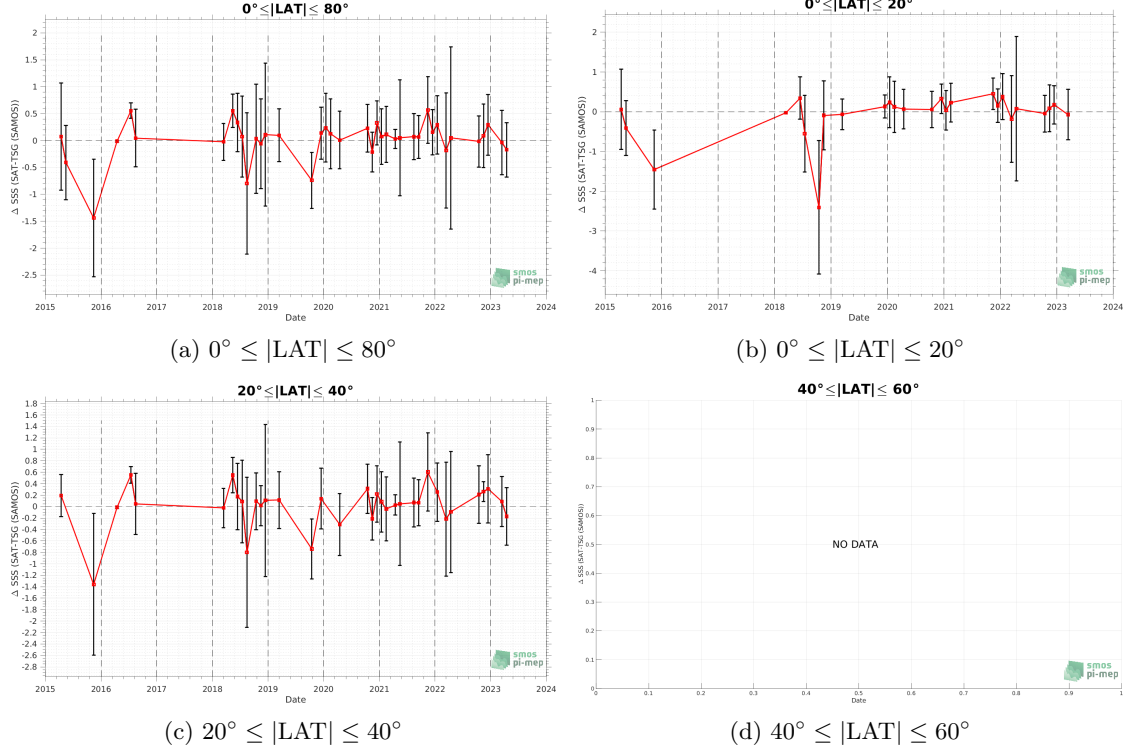 0°≤|LAT|≤ 80°
Δ SSS (SAT-TSG (SAMOS))
2
1.5
1
0.5
0
-0.5
-1
-1.5
-2
-2.5
2015 2016 2017 2018 2019 2020 2021 2022 2023 2024
Date
smos
pi-mep
(a) 0° ≤ |LAT| ≤ 80°
0°≤|LAT|≤ 20°
Δ SSS (SAT-TSG (SAMOS))
2
1
0
-1
-2
-3
-4
2015 2016 2017 2018 2019 2020 2021 2022 2023 2024
Date
smos
pi-mep
(b) 0° ≤ |LAT| ≤ 20°
20°≤|LAT|≤ 40°
Δ SSS (SAT-TSG (SAMOS))
1.8
1.6
1.4
1.2
1
0.8
0.6
0.4
0.2
0
-0.2
-0.4
-0.6
-0.8
-1
-1.2
-1.4
-1.6
-1.8
-2
-2.2
-2.4
-2.6
-2.8
2015 2016 2017 2018 2019 2020 2021 2022 2023 2024
Date
smos
pi-mep
(c) 20° ≤ |LAT| ≤ 40°
40°≤|LAT|≤ 60°
Δ SSS (SAT-TSG (SAMOS))
1
0.9
0.8
0.7
0.6
0.5
0.4
0.3
0.2
0.1
0
NO DATA
0 0.1 0.2 0.3 0.4 0.5 0.6 0.7 0.8 0.9 1
Date
smos
pi-mep
(d) 40° ≤ |LAT| ≤ 60°